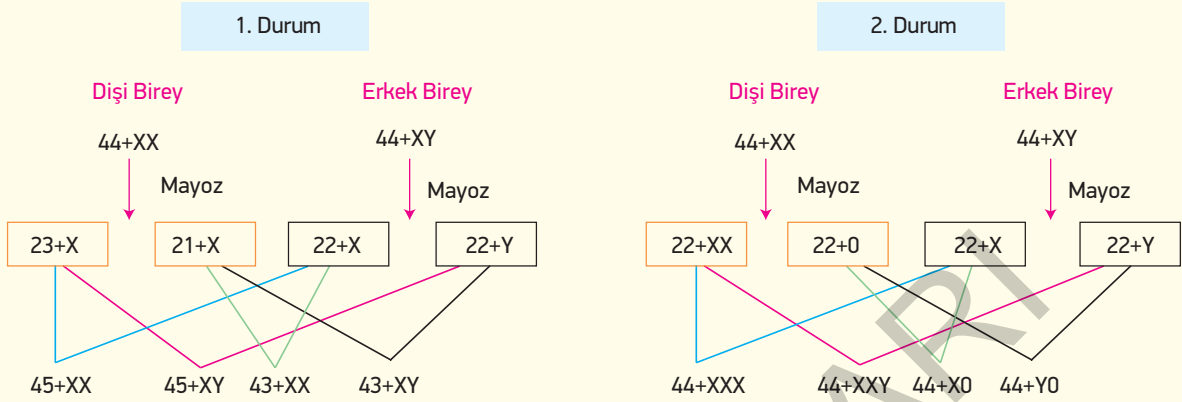 1. Durum
2. Durum
Dişi Birey Erkek Birey Dişi Birey Erkek Birey
44+XX 44+XY 44+XX 44+XY
Mayoz Mayoz Mayoz Mayoz
23+X 21+X 22+X 22+Y 22+XX 22+0 22+X 22+Y
45+XX 45+XY 43+XX 43+XY 44+XXX 44+XXY 44+X0 44+Y0
ARI